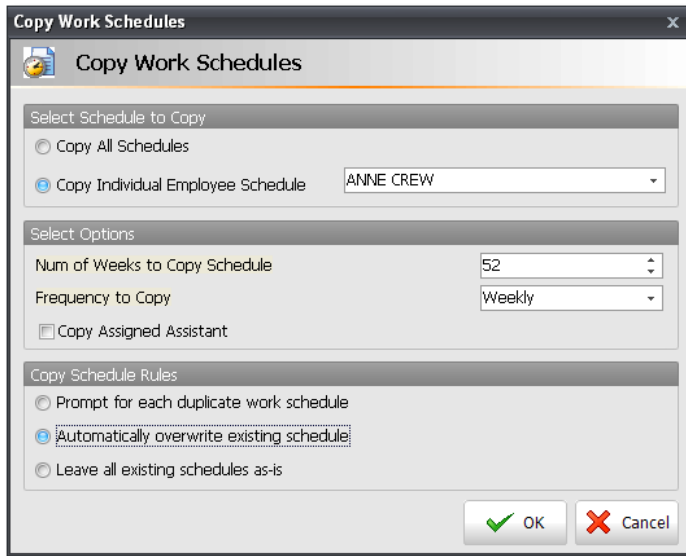 Copy Work Schedules
Copy Work Schedules
Select Schedule to Copy
Copy All Schedules
Copy Individual Employee Schedule ANNE CREW
Select Options
Num of Weeks to Copy Schedule 52
Frequency to Copy Weekly
Copy Assigned Assistant
Copy Schedule Rules
Prompt for each duplicate work schedule
Automatically overwrite existing schedule
Leave all existing schedules as-is
OK Cancel